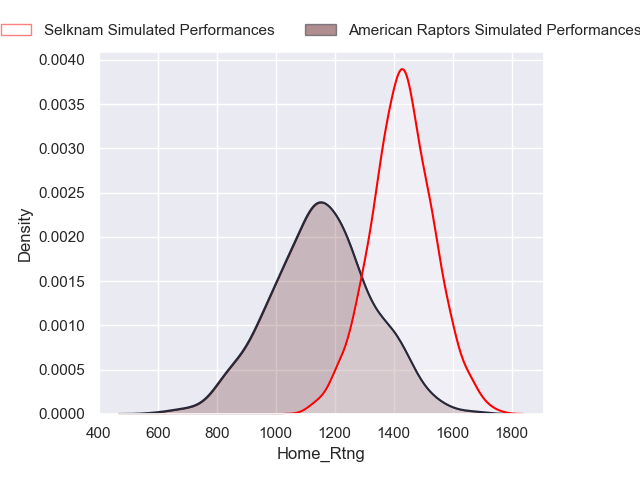 Selknam Simulated Performances
American Raptors Simulated Performances
0.0040
0.0035
0.0030
0.0025
0.0020
0.0015
0.0010
0.0005
0.0000
Density
400 600 800 1000 1200 1400 1600 1800
Home_Rtng